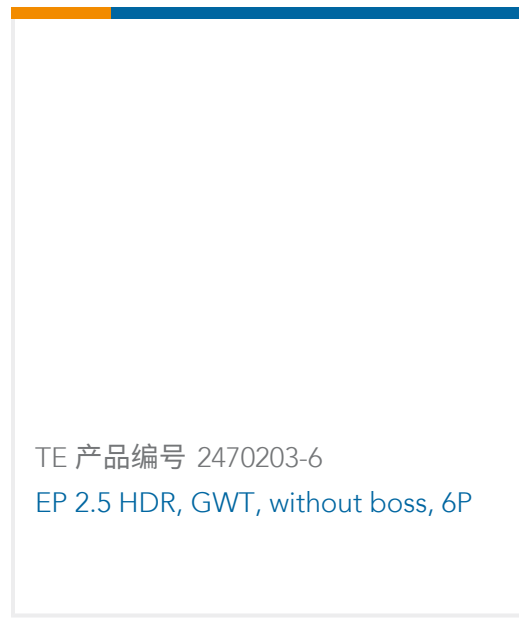 TE 产品编号 2470203-6
EP 2.5 HDR, GWT, without boss, 6P